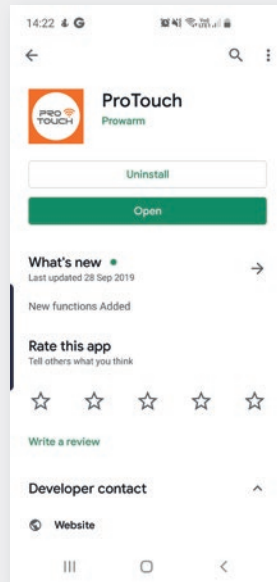 14:22
ProTouch
PRO
TOUCH
Prowarm
Uninstall
Open
What's new
Last updated 28 Sep 2019
New functions Added
Rate this app
Tell others what you think
Write a review
Developer contact
Website